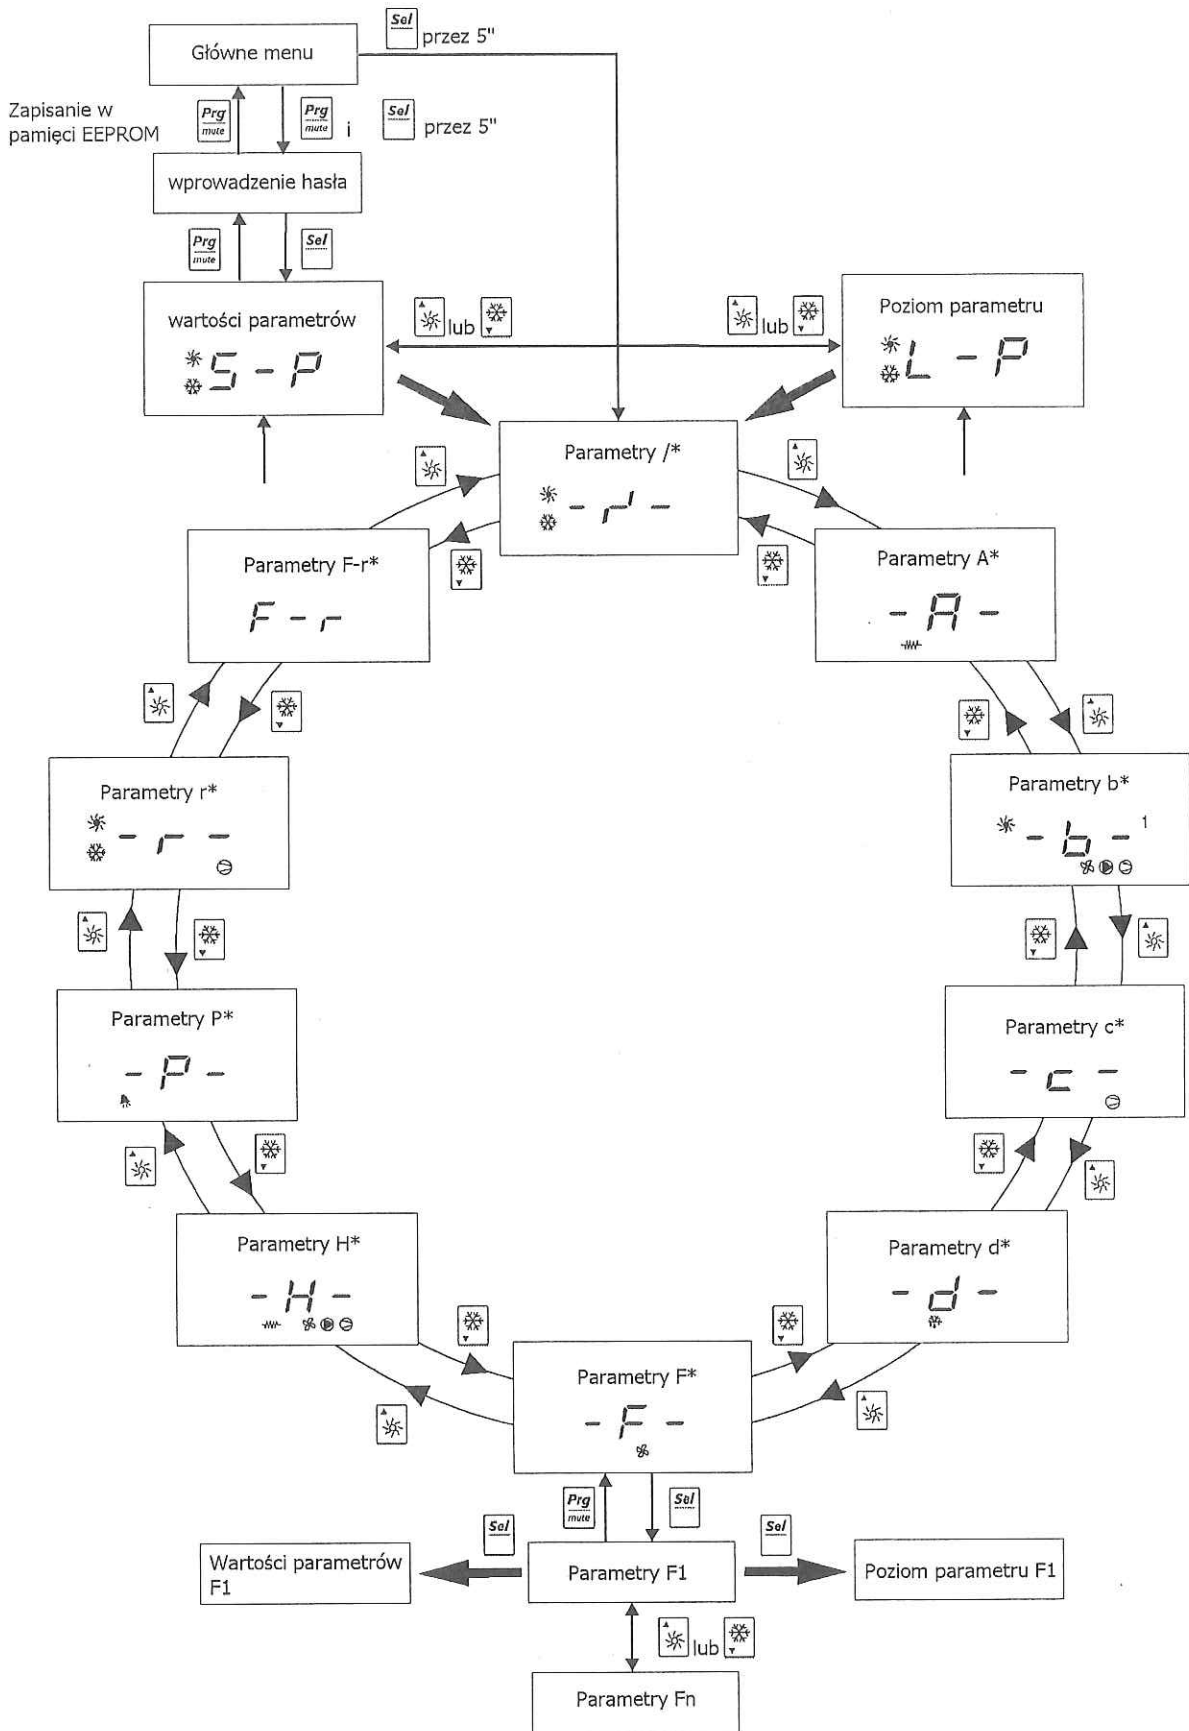 Sel przez 5"
Główne menu
Zapisanie w
pamięci EEPROM
Prg
mute
Prg
mute
i
Sel
przez 5"
wprowadzenie hasła
Prg
mute
Sel
wartości parametrów
S - P
lub
lub
Poziom parametru
L - P
Parametry /*
- /' -
Parametry F-r*
F - r
Parametry A*
- A -
Parametry r*
- r -
Parametry b*
- b - 1
Parametry P*
- P -
Parametry c*
- c -
Parametry H*
- H -
Parametry d*
- d -
Parametry F*
- F -
Prg
mute
Sel
Sel
Sel
Wartości parametrów
F1
Parametry F1
Poziom parametru F1
lub
Parametry Fn